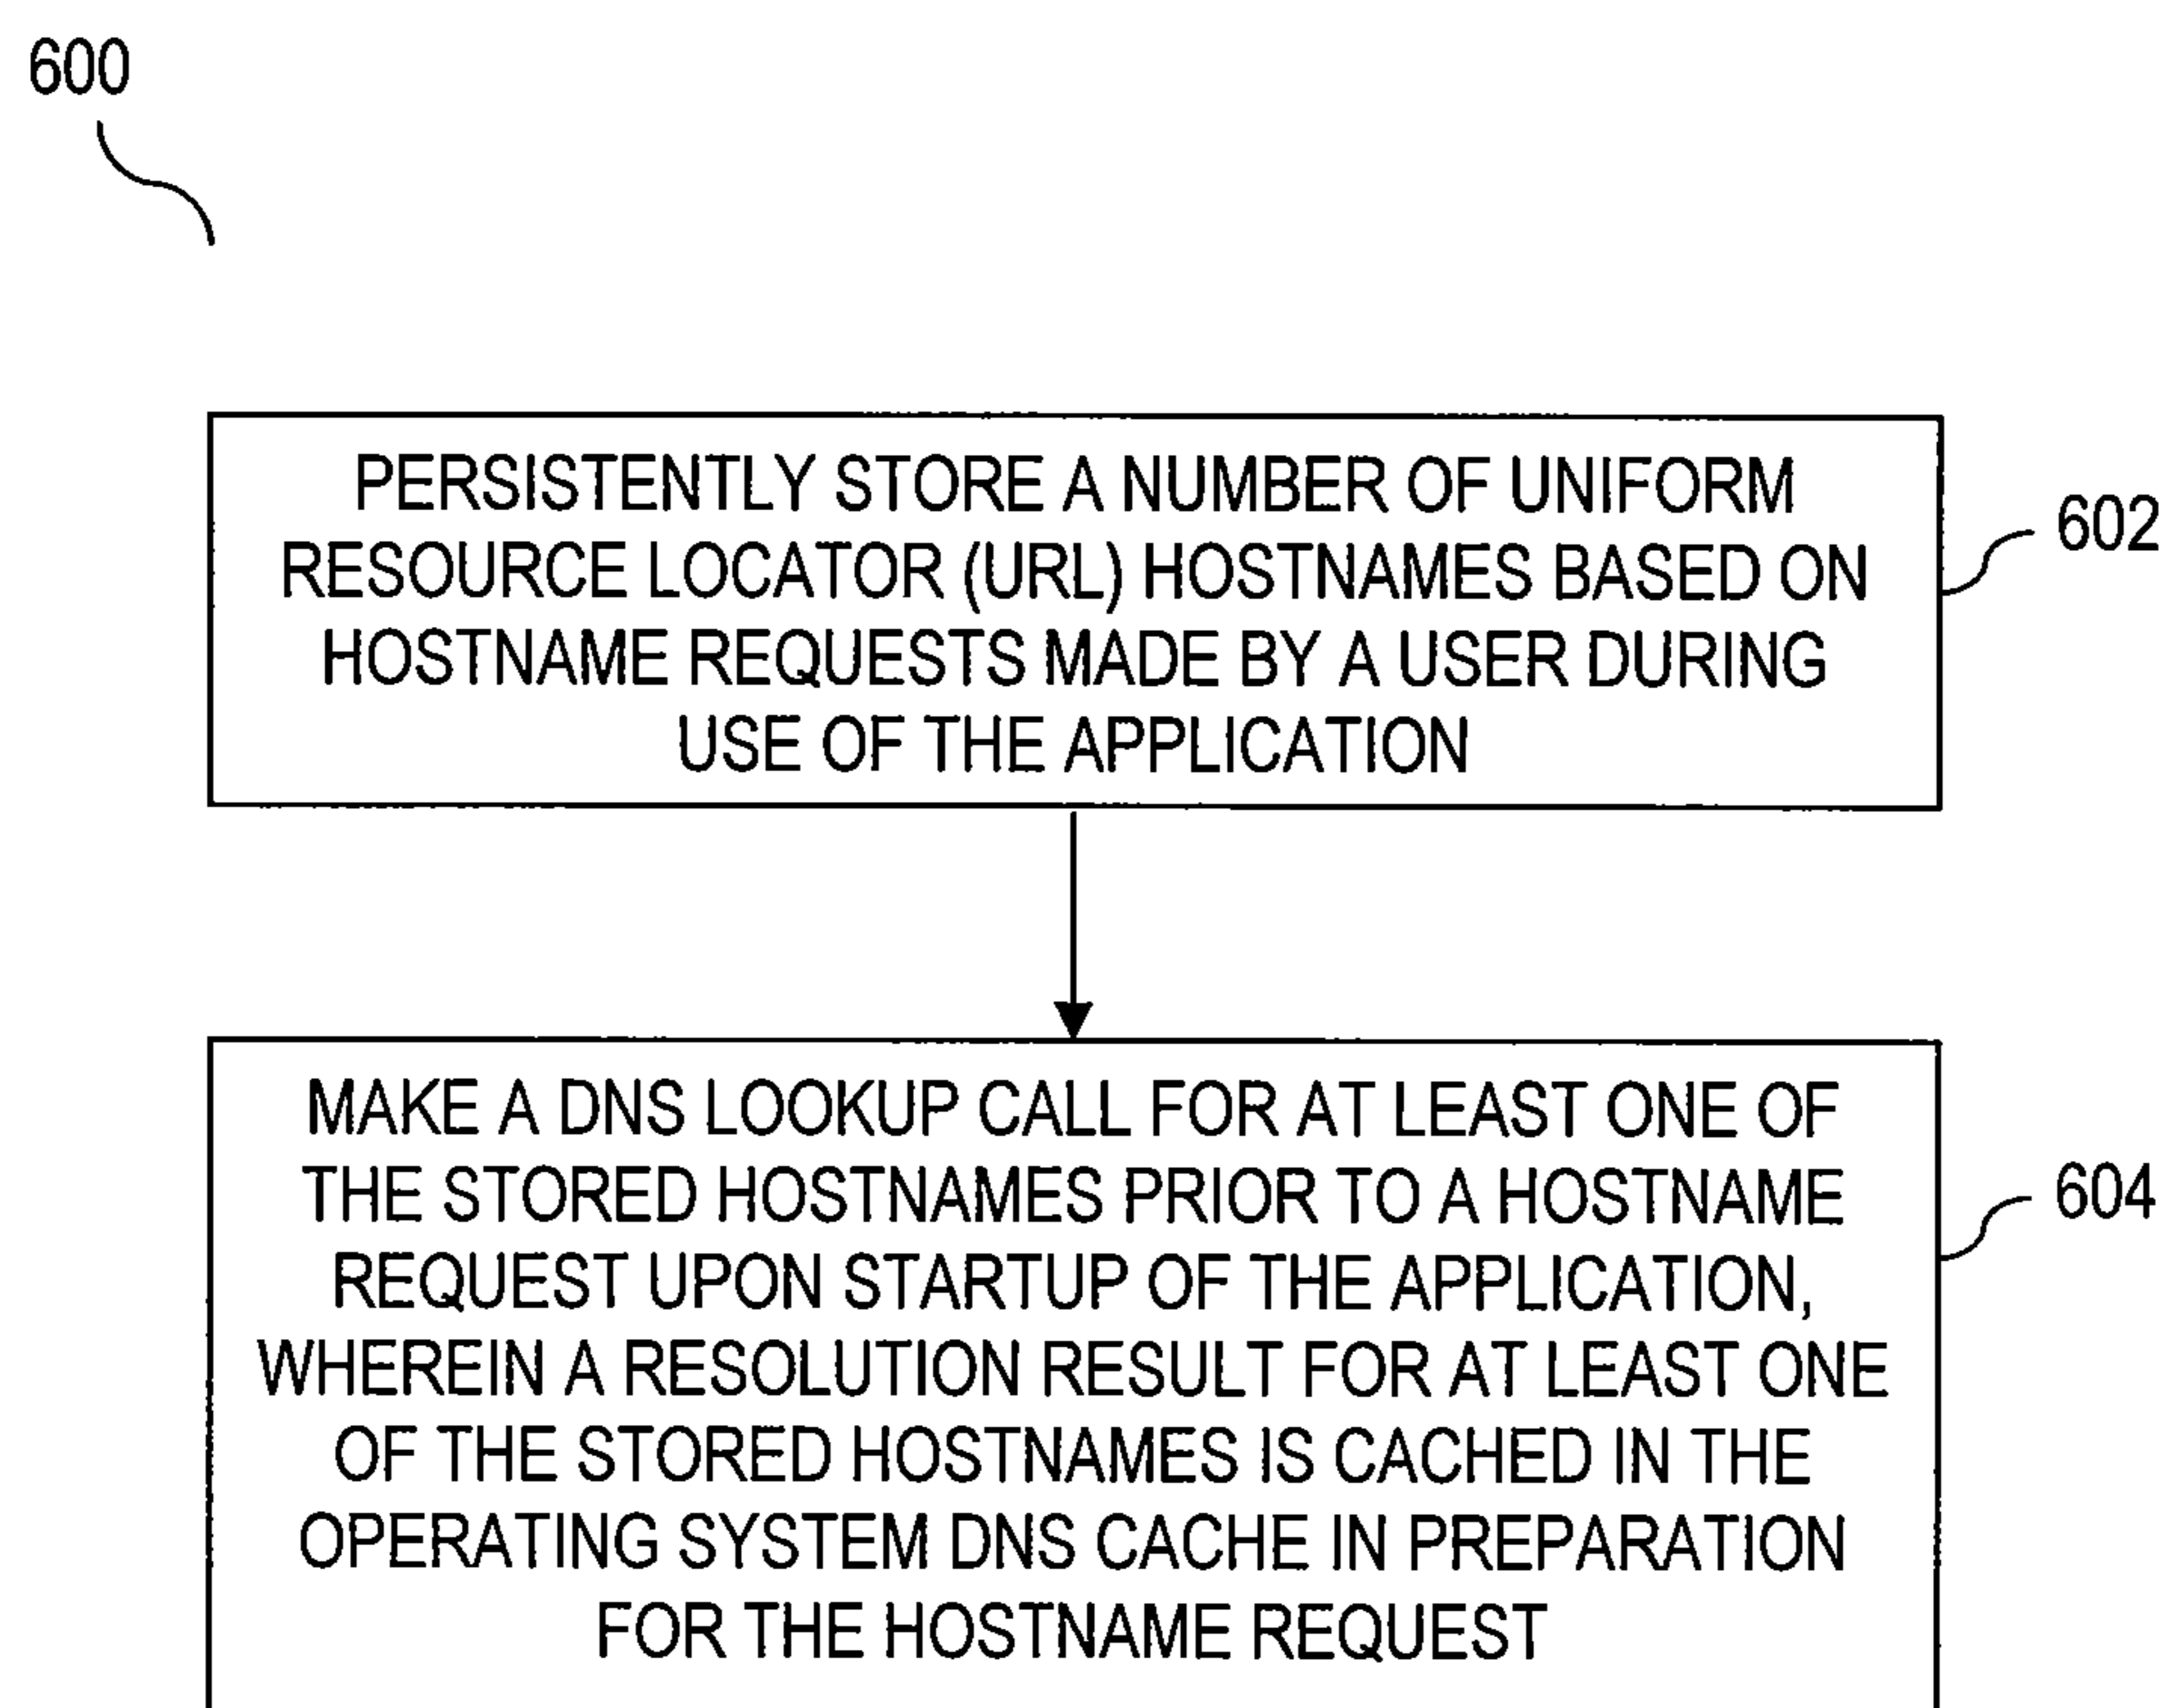 600
PERSISTENTLY STORE A NUMBER OF UNIFORM
RESOURCE LOCATOR (URL) HOSTNAMES BASED ON
HOSTNAME REQUESTS MADE BY A USER DURING
USE OF THE APPLICATION
602
MAKE A DNS LOOKUP CALL FOR AT LEAST ONE OF
THE STORED HOSTNAMES PRIOR TO A HOSTNAME
REQUEST UPON STARTUP OF THE APPLICATION,
WHEREIN A RESOLUTION RESULT FOR AT LEAST ONE
OF THE STORED HOSTNAMES IS CACHED IN THE
OPERATING SYSTEM DNS CACHE IN PREPARATION
FOR THE HOSTNAME REQUEST
604